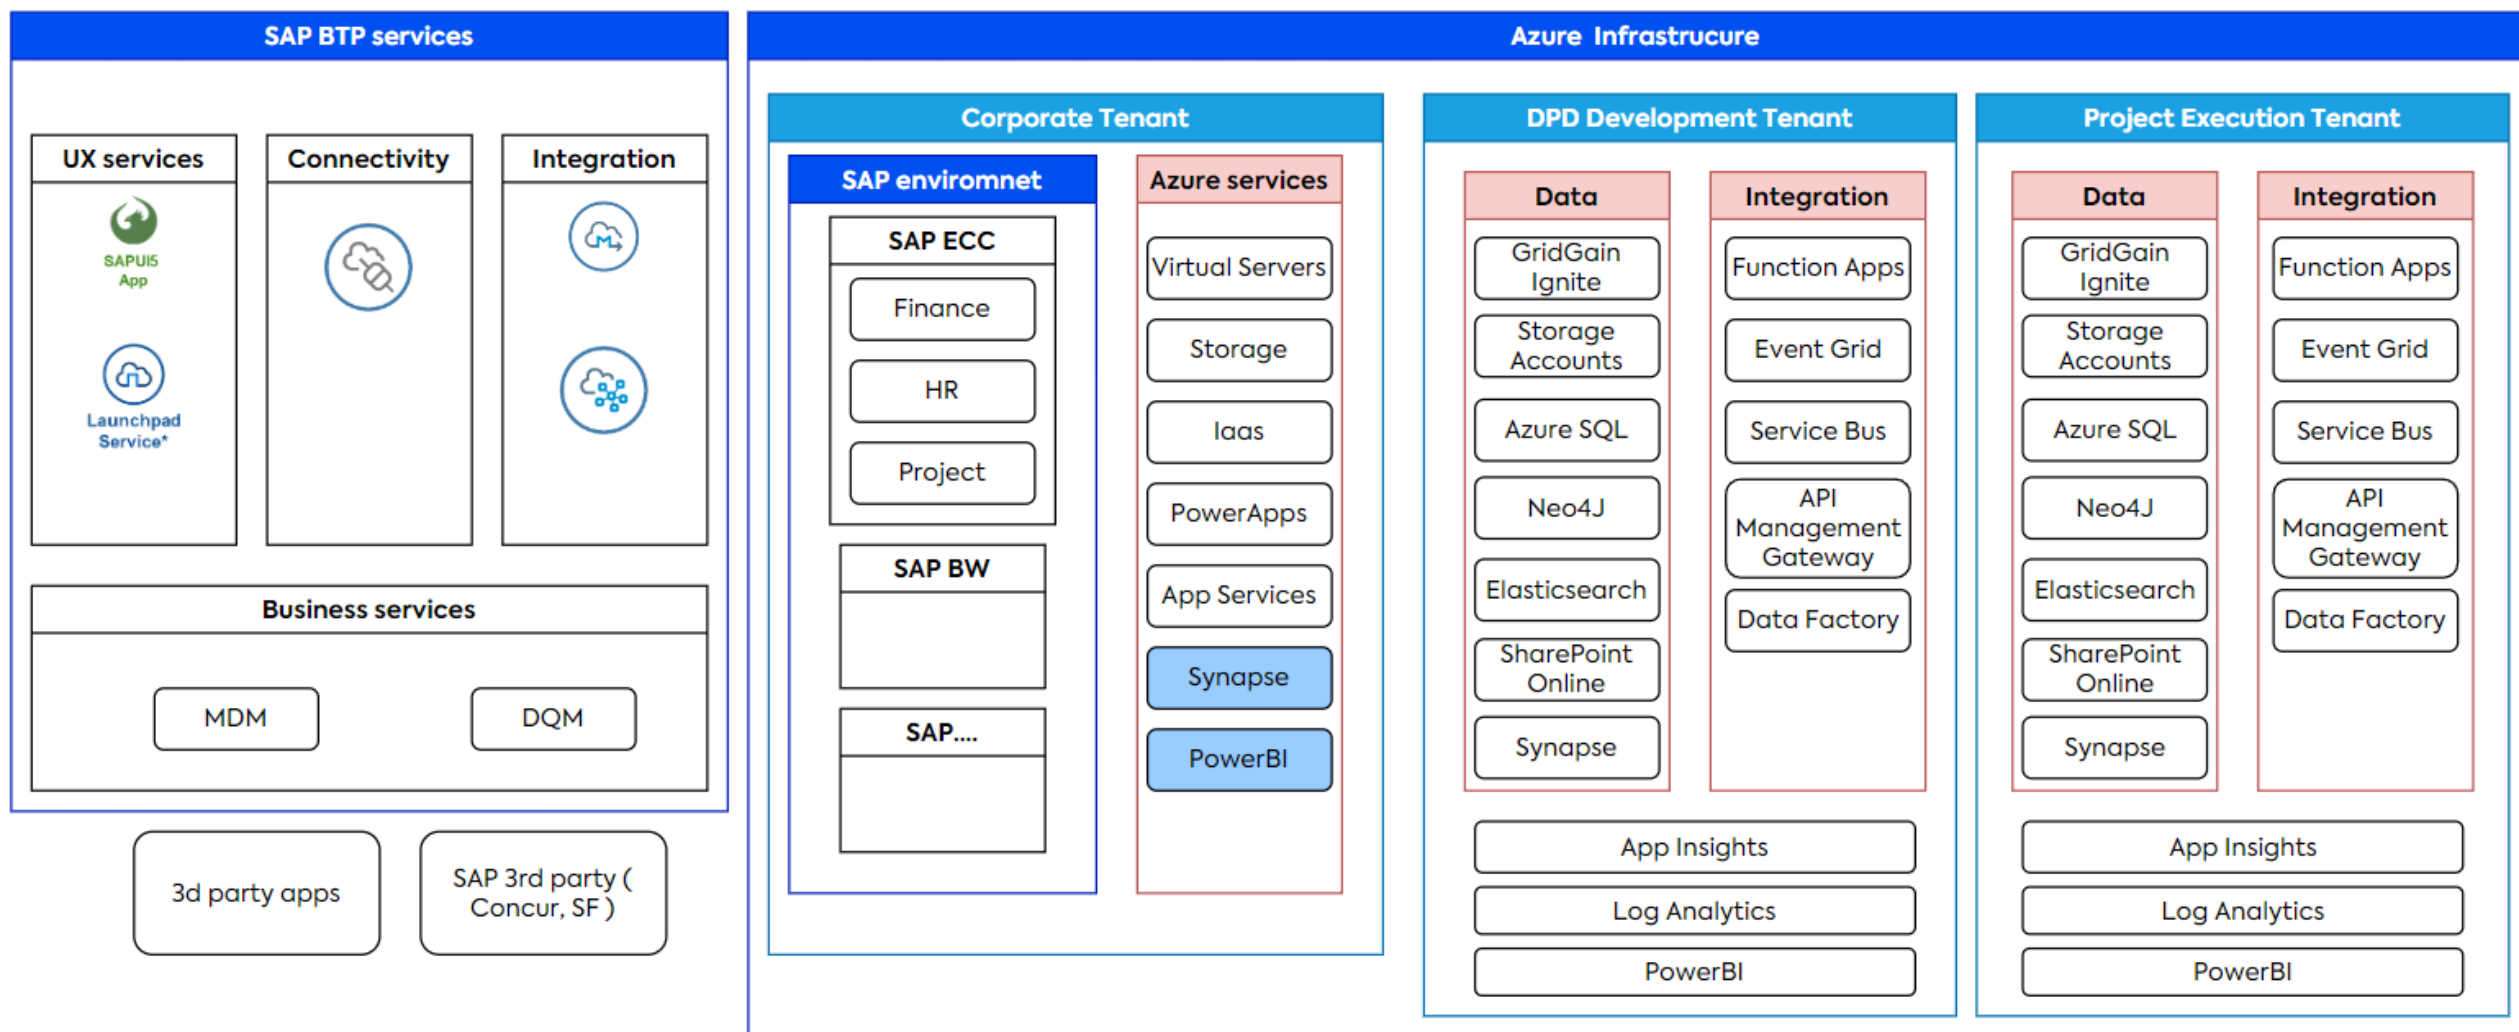 SAP BTP services
UX services
SAPUI5
App
Launchpad
Service*
Connectivity
Integration
Business services
MDM
DQM
3d party apps
SAP 3rd party (
Concur, SF )
Azure Infrastrucure
Corporate Tenant
SAP enviromnet
SAP ECC
Finance
HR
Project
SAP BW
SAP....
Azure services
Virtual Servers
Storage
Iaas
PowerApps
App Services
Synapse
PowerBI
DPD Development Tenant
Data
GridGain
Ignite
Storage
Accounts
Azure SQL
Neo4J
Elasticsearch
SharePoint
Online
Synapse
Integration
Function Apps
Event Grid
Service Bus
API
Management
Gateway
Data Factory
App Insights
Log Analytics
PowerBI
Project Execution Tenant
Data
GridGain
Ignite
Storage
Accounts
Azure SQL
Neo4J
Elasticsearch
SharePoint
Online
Synapse
Integration
Function Apps
Event Grid
Service Bus
API
Management
Gateway
Data Factory
App Insights
Log Analytics
PowerBI